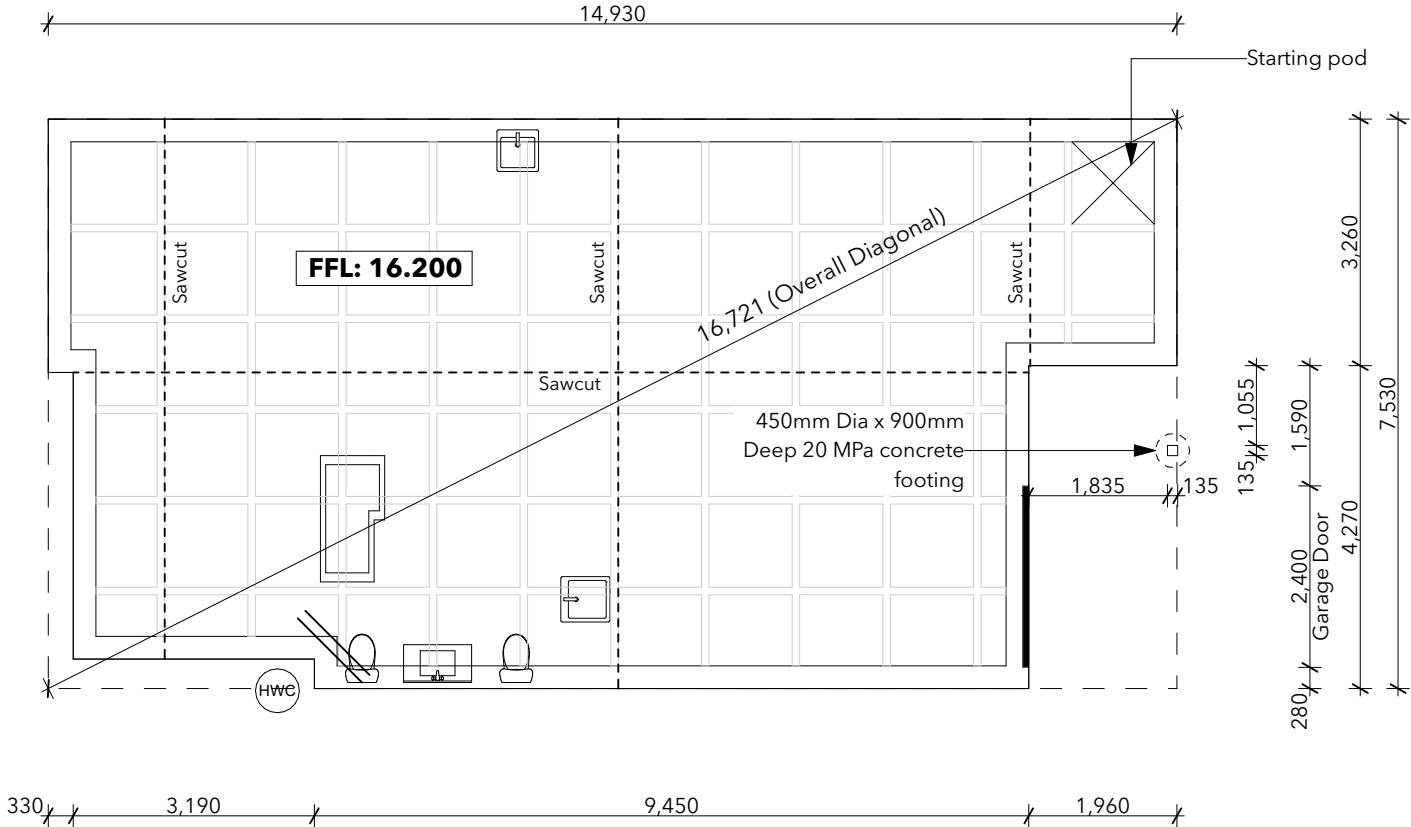 14,930
Starting pod
Sawcut
FFL: 16.200
Sawcut
16,721 (Overall Diagonal)
Sawcut
3,260
Sawcut
450mm Dia x 900mm
Deep 20 MPa concrete
footing
1,835
135
135
1,055
1,590
2,400
Garage Door
280
4,270
7,530
HWC
330
3,190
9,450
1,960